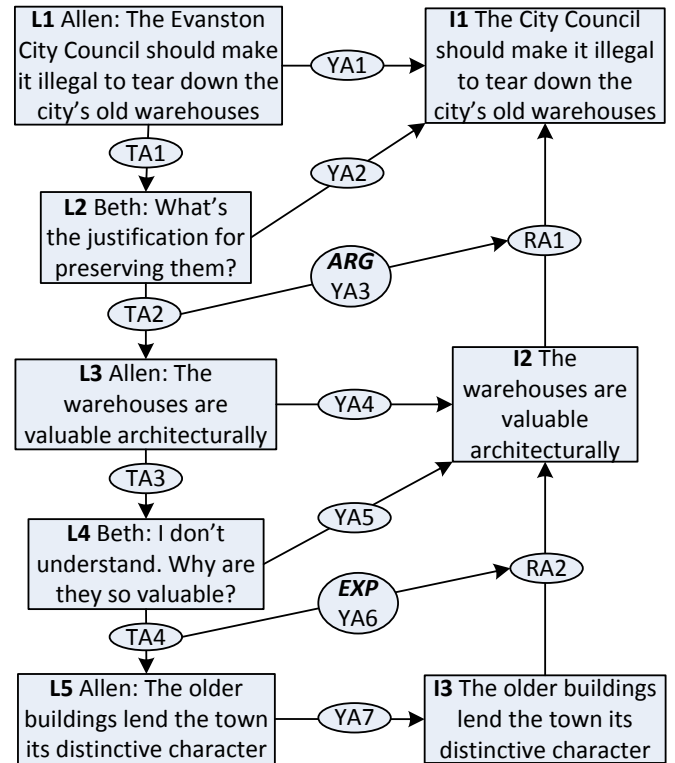 L1 Allen: The Evanston
City Council should make
it illegal to tear down the
city's old warehouses
YA1
I1 The City Council
should make it illegal
to tear down the
city's old warehouses
TA1
YA2
L2 Beth: What's
the justification for
preserving them?
ARG
YA3
RA1
TA2
L3 Allen: The
warehouses are
valuable architecturally
YA4
I2 The
warehouses are
valuable
architecturally
TA3
YA5
L4 Beth: I don't
understand. Why are
they so valuable?
EXP
YA6
RA2
TA4
L5 Allen: The older
buildings lend the town
its distinctive character
YA7
I3 The older buildings
lend the town its
distinctive character